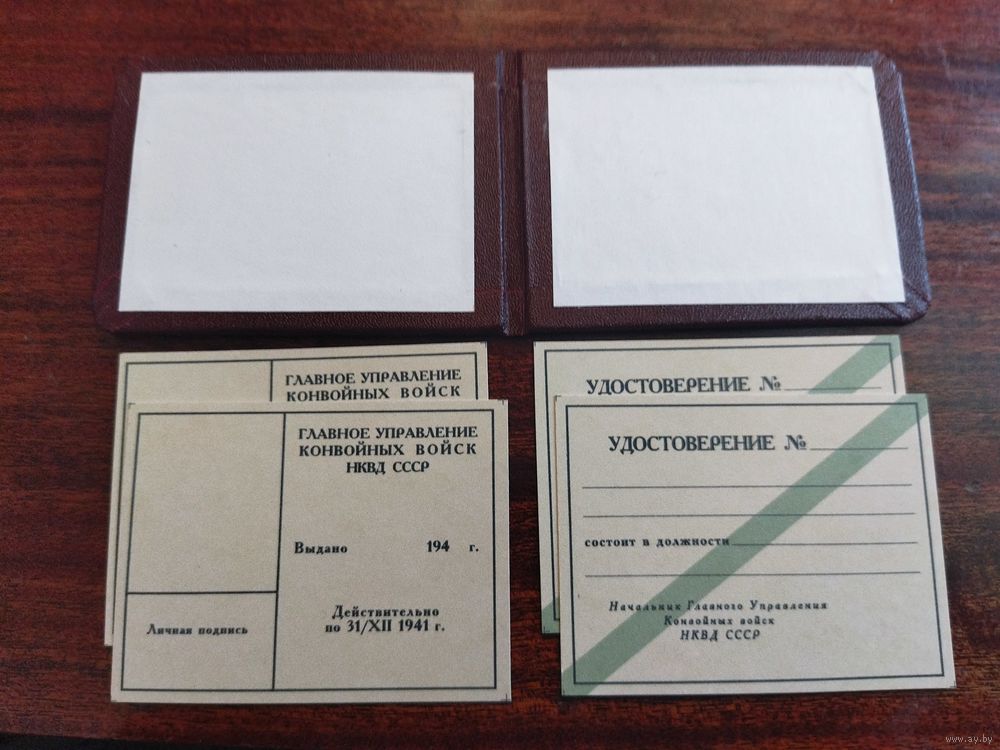 ГЛАВНОЕ УПРАВЛЕНИЕ
КОНВОЙНЫХ ВОЙСК
УДОСТОВЕРЕНИЕ №
ГЛАВНОЕ УПРАВЛЕНИЕ
КОНВОЙНЫХ ВОЙСК
НКВД СССР
Выдано 194 г.
Действительно
по 31/XII 1941 г.
Личная подпись
УДОСТОВЕРЕНИЕ №
состоит в должности
Начальник Главного Управления
Конвойных войск
НКВД СССР
www.ay.by